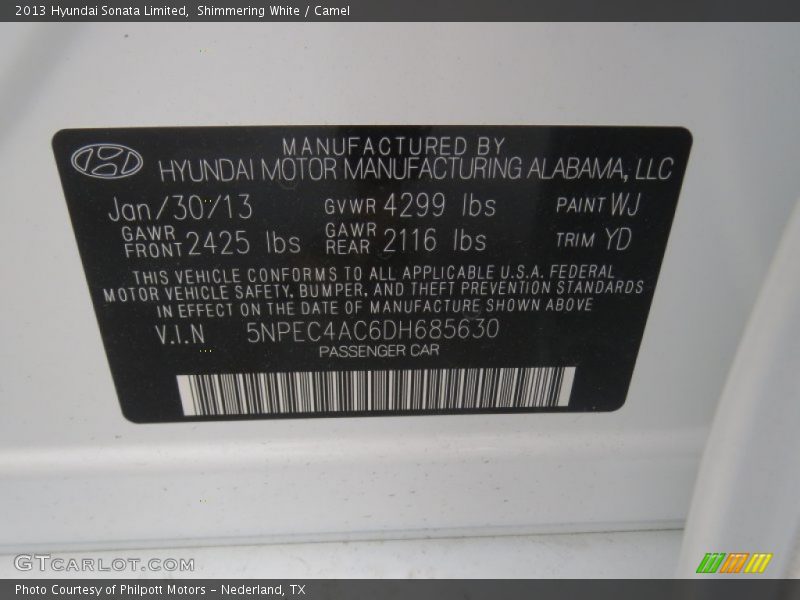 2013 Hyundai Sonata Limited,  Shimmering White / Camel
MANUFACTURED BY
HYUNDAI MOTOR MANUFACTURING ALABAMA, LLC
Jan/30/13 GVWR 4299 lbs PAINT WJ
GAWR FRONT 2425 lbs GAWR REAR 2116 lbs TRIM YD
THIS VEHICLE CONFORMS TO ALL APPLICABLE U.S.A. FEDERAL
MOTOR VEHICLE SAFETY, BUMPER, AND THEFT PREVENTION STANDARDS
IN EFFECT ON THE DATE OF MANUFACTURE SHOWN ABOVE
V.I.N 5NPEC4AC6DH685630
PASSENGER CAR
GTCARLOT.COM
Photo Courtesy of Philpott Motors - Nederland, TX